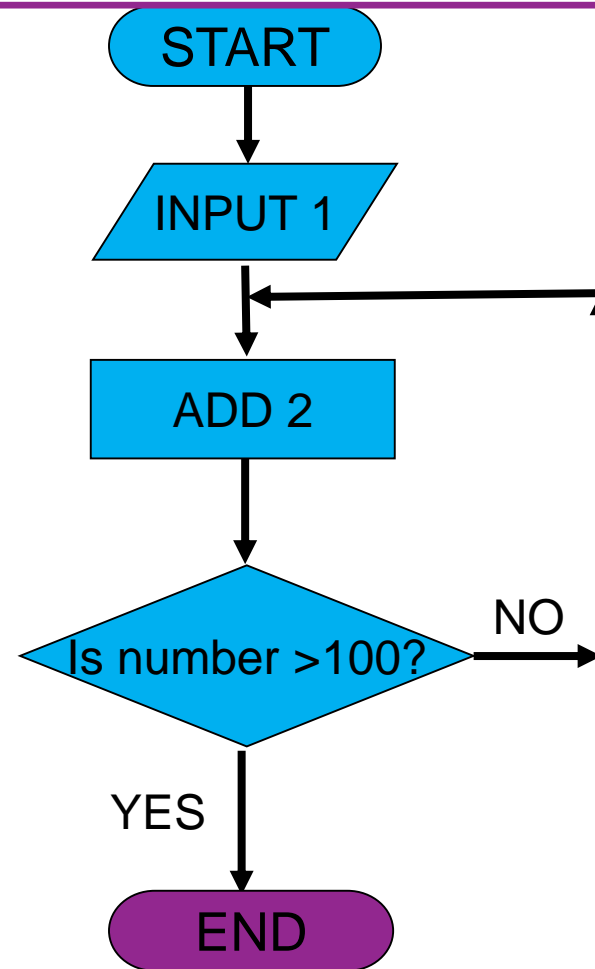 START
INPUT 1
ADD 2
Is number >100?
NO
YES
END